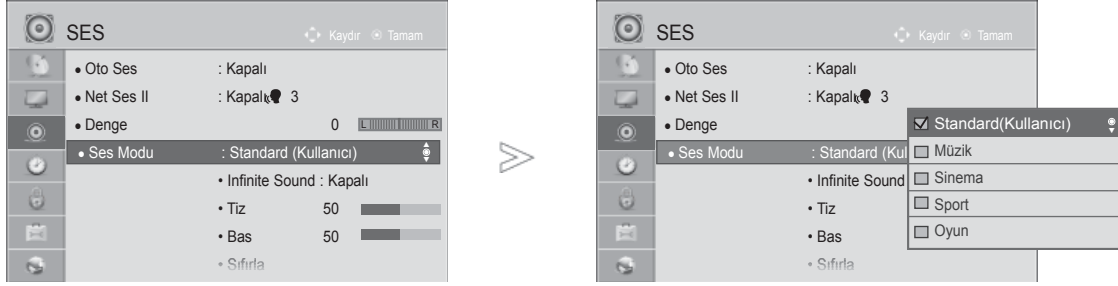 SES
Kaydır Tamam
• Oto Ses : Kapalı
• Net Ses II : Kapalı 3
• Denge 0 L R
• Ses Modu : Standard (Kullanıcı)
• Infinite Sound : Kapalı
• Tiz 50
• Bas 50
• Sıfırla
SES
Kaydır Tamam
• Oto Ses : Kapalı
• Net Ses II : Kapalı 3
• Denge
• Ses Modu : Standard (Kul
• Infinite Sound
• Tiz
• Bas
• Sıfırla
Standard(Kullanıcı)
Müzik
Sinema
Sport
Oyun